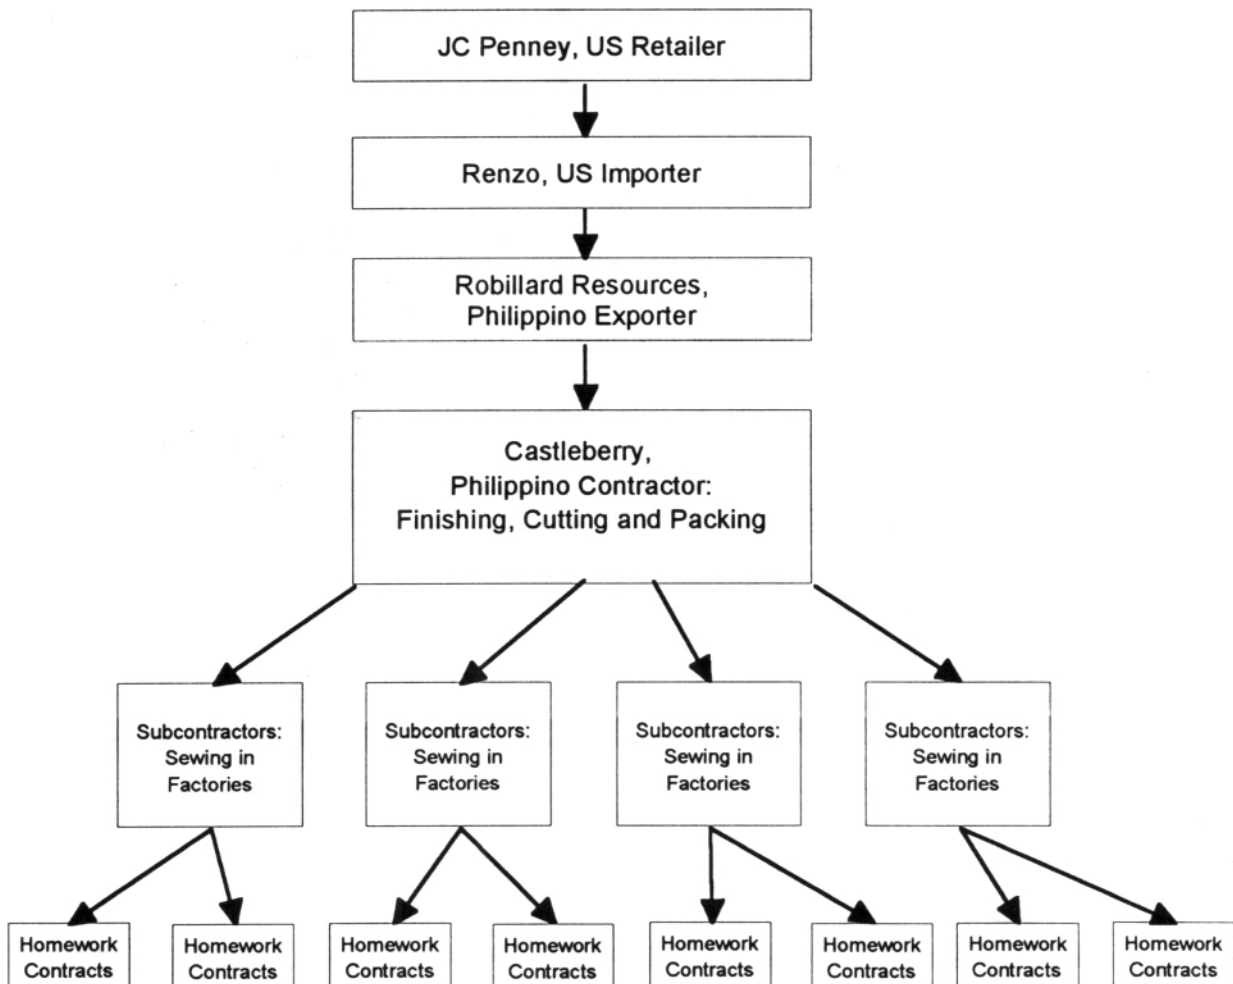 JC Penney, US Retailer
Renzo, US Importer
Robillard Resources,
Philippino Exporter
Castleberry,
Philippino Contractor:
Finishing, Cutting and Packing
Subcontractors:
Sewing in
Factories
Subcontractors:
Sewing in
Factories
Subcontractors:
Sewing in
Factories
Subcontractors:
Sewing in
Factories
Homework
Contracts
Homework
Contracts
Homework
Contracts
Homework
Contracts
Homework
Contracts
Homework
Contracts
Homework
Contracts
Homework
Contracts